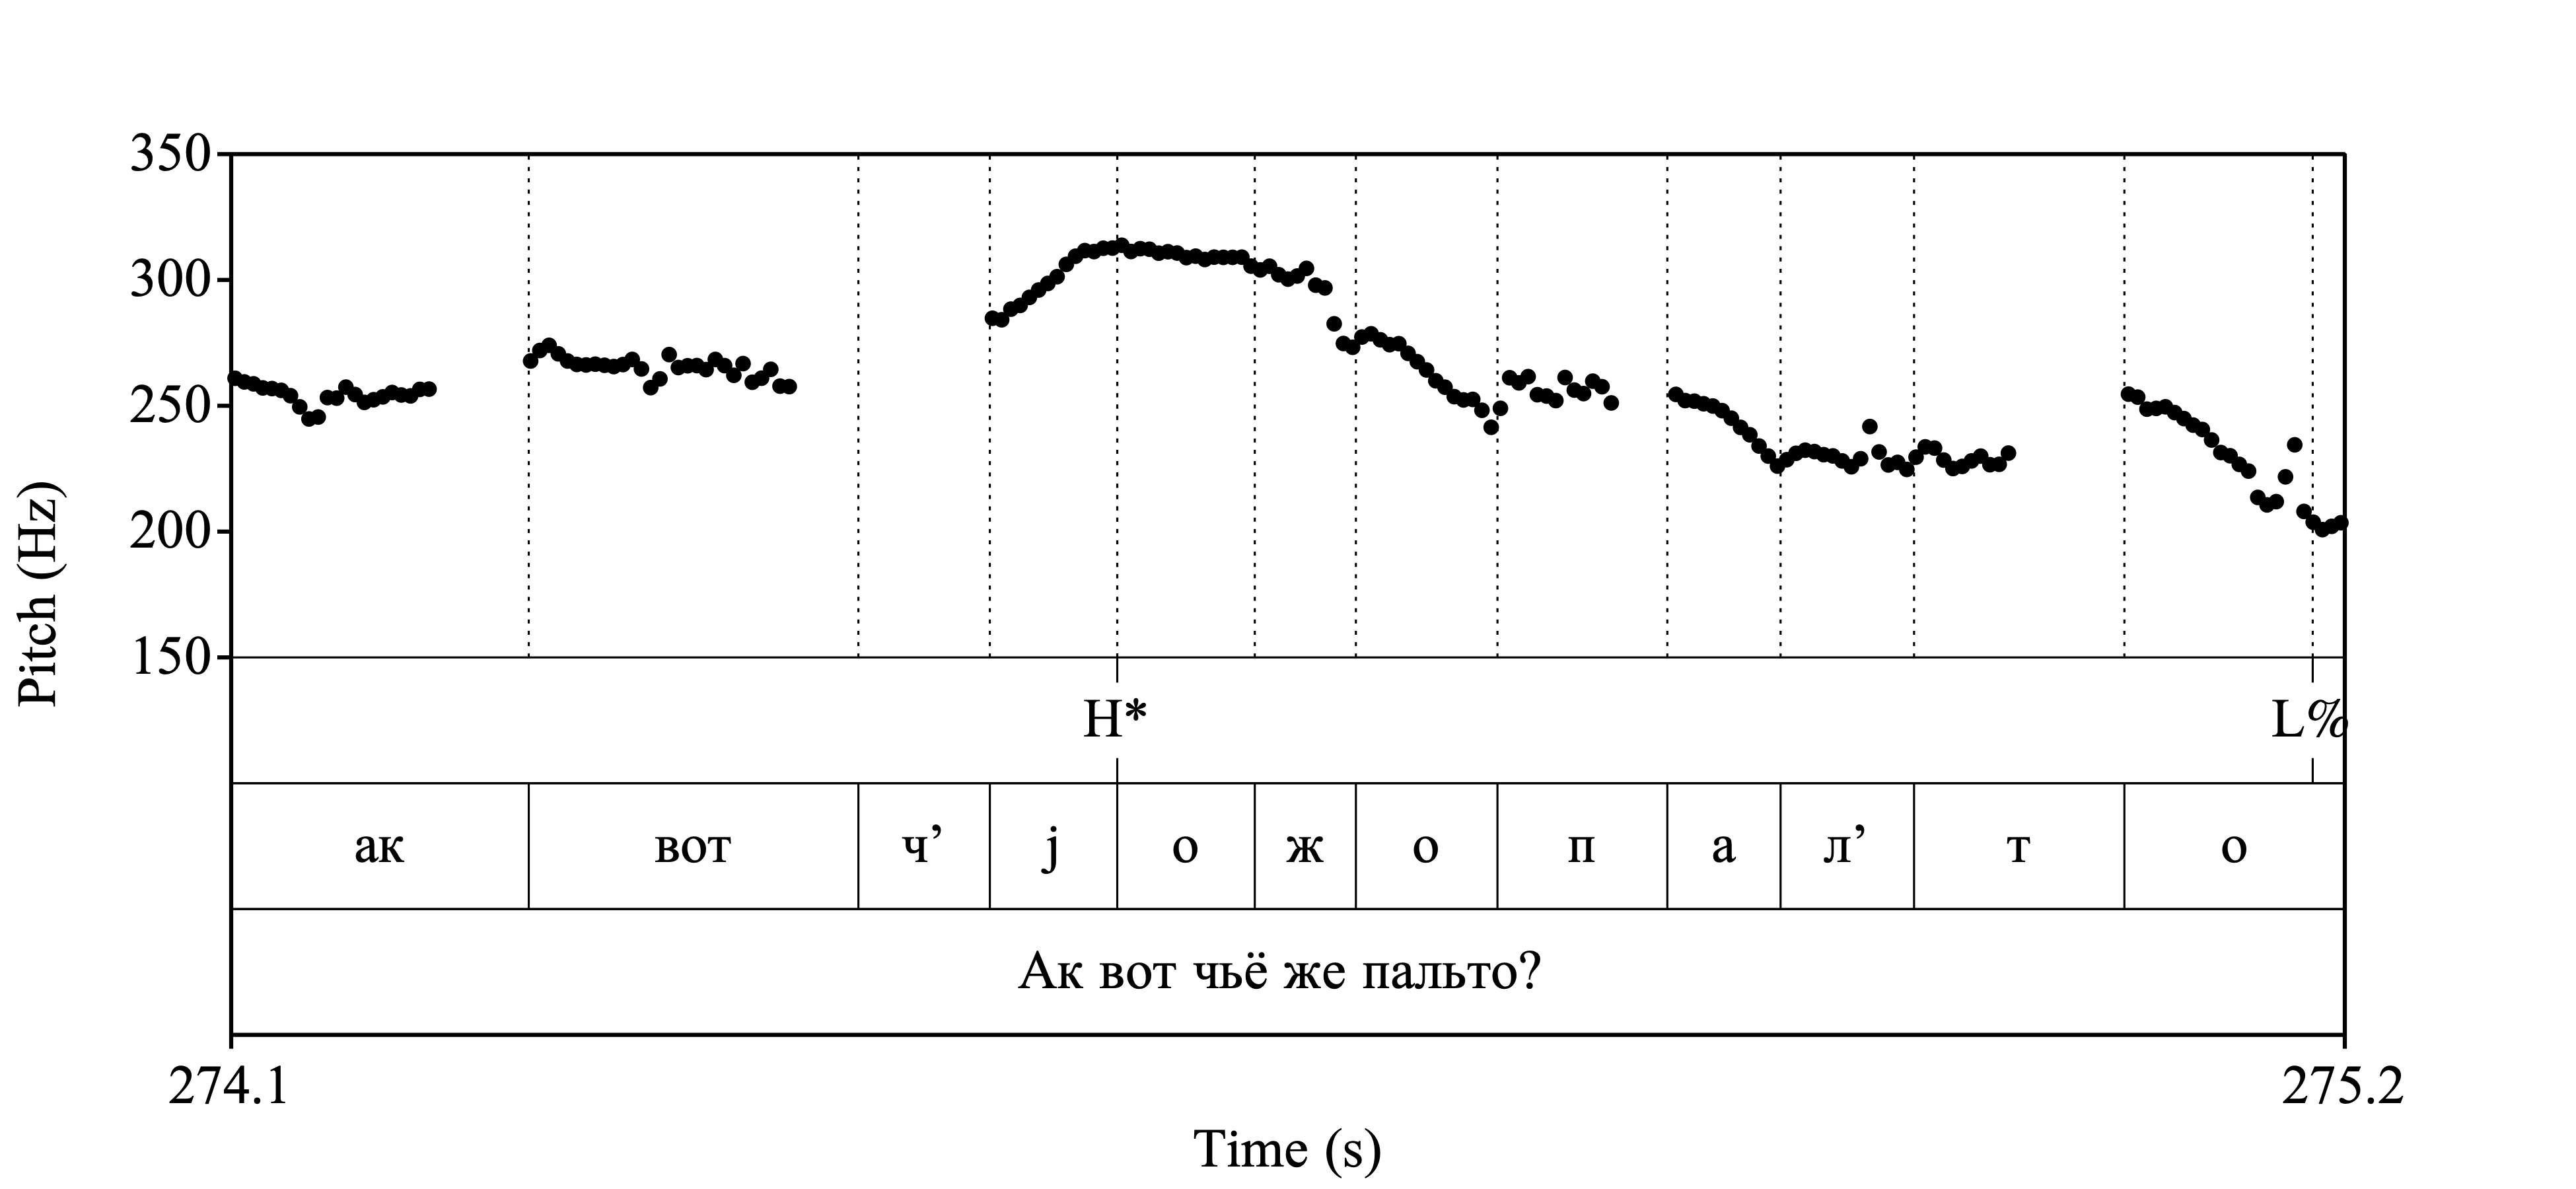 Pitch (Hz)
350
300
250
200
150
H* L%
ак вот ч’ j о ж о п а л’ т о
Ак вот чьё же пальто?
274.1 275.2
Time (s)